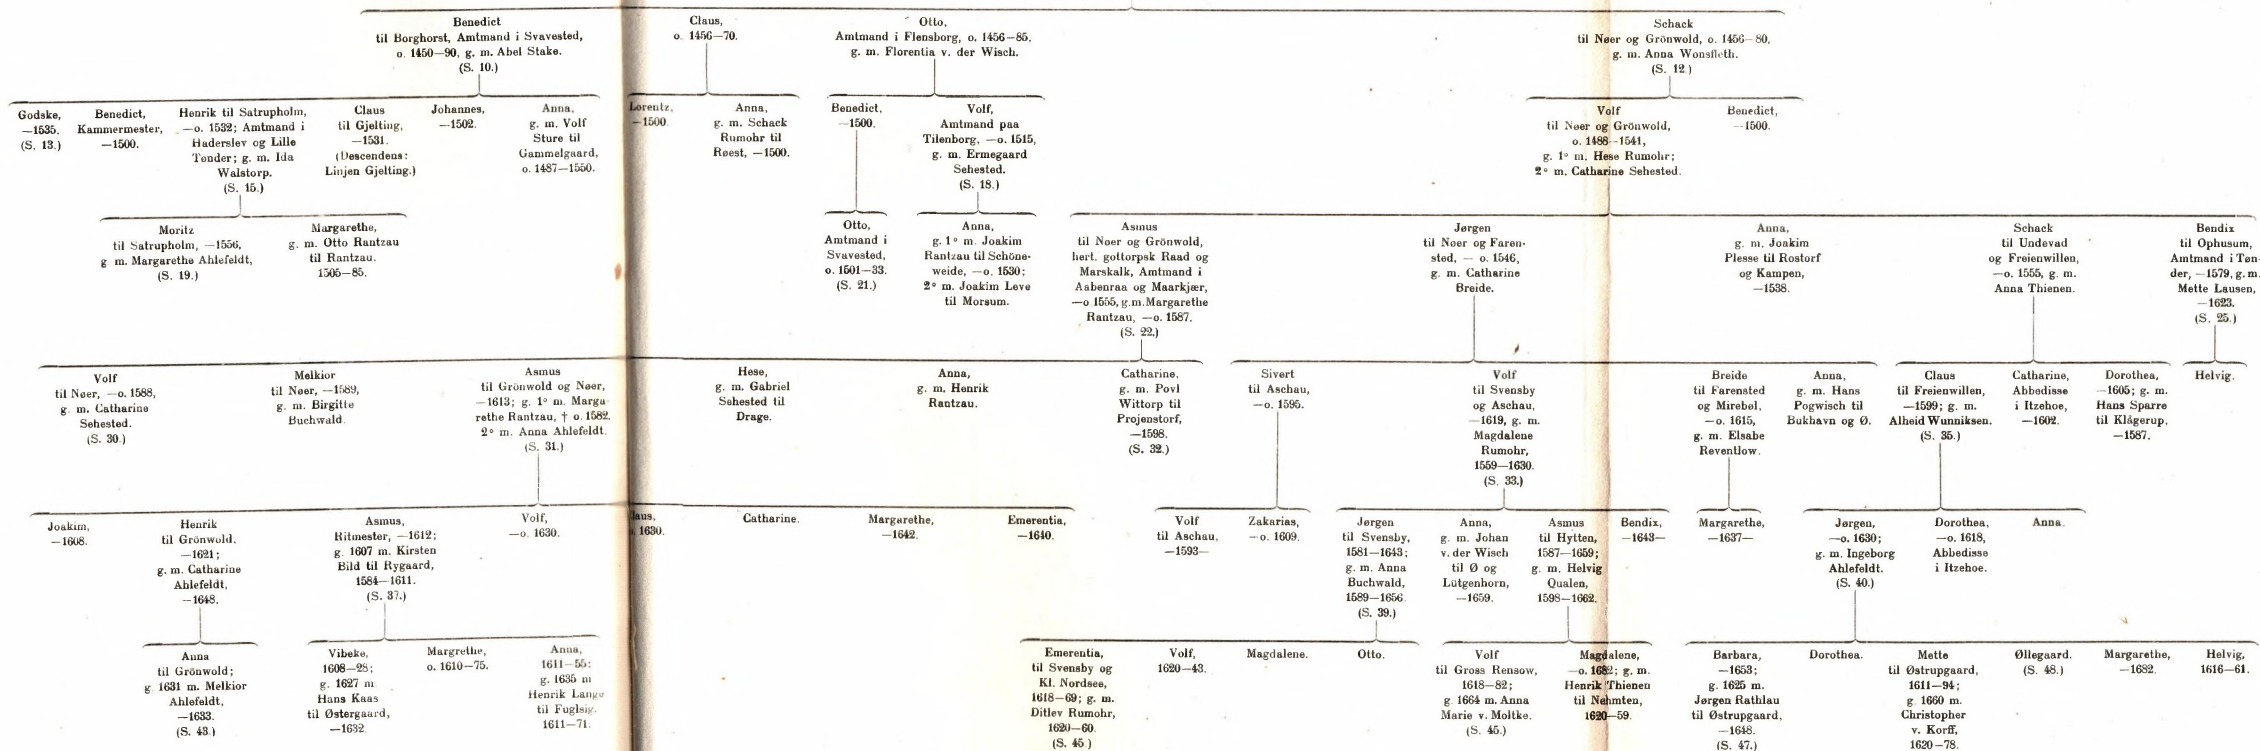 Benedict
til Borghorst, Amtmand i Svavested,
o. 1450—90, g. m. Abel Stake.
(S. 10.)
Claus,
o. 1456—70.
Otto,
Amtmand i Flensborg, o. 1456—85,
g. m. Florentia v. der Wisch.
Schack
til Nøer og Grönwold, o. 1456—80,
g. m. Anna Wonsfleth.
(S. 12.)
Godske,
—1535.
(S. 13.)
Benedict,
Kammermester,
—1500.
Henrik til Satrupholm,
—o. 1532; Amtmand i
Haderslev og Lille
Tønder; g. m. Ida
Walstorp.
(S. 15.)
Claus
til Gjelting,
—1531.
(Descendens:
Linjen Gjelting.)
Johannes,
—1502.
Anna,
g. m. Volf
Sture til
Gammelgaard,
o. 1487—1550.
Lorentz,
—1500.
Anna,
g. m. Schack
Rumohr til
Røest, —1500.
Benedict,
—1500.
Volf,
Amtmand paa
Tilenborg, —o. 1515,
g. m. Ermegaard
Sehested.
(S. 18.)
Volf
til Nøer og Grönwold,
o. 1488—1541,
g. 1° m. Hese Rumohr;
2° m. Catharine Sehested.
Benedict,
—1500.
Moritz
til Satrupholm, —1556,
g. m. Margarethe Ahlefeldt,
(S. 19.)
Margarethe,
g. m. Otto Rantzau
til Rantzau.
1505—85.
Otto,
Amtmand i
Svavested,
o. 1501—33.
(S. 21.)
Anna,
g. 1° m. Joakim
Rantzau til Schöne-
weide, —o. 1530;
2° m. Joakim Leve
til Morsum.
Asmus
til Nøer og Grönwold,
hert. gottorpsk Raad og
Marskalk, Amtmand i
Aabenraa og Maarkjær,
—o 1555, g.m.Margarethe
Rantzau, —o. 1587.
(S. 22.)
Jørgen
til Nøer og Faren-
sted, — o. 1546,
g. m. Catharine
Breide.
Anna,
g. m. Joakim
Plesse til Rostorf
og Kampen,
—1538.
Schack
til Undevad
og Freienwillen,
—o. 1555, g. m.
Anna Thienen.
Bendix
til Ophusum,
Amtmand i Tøn-
der, —1579, g. m.
Mette Lausen,
—1623.
(S. 25.)
Volf
til Nøer, —o. 1588,
g. m. Catharine
Sehested.
(S. 30.)
Melkior
til Nøer, —1589,
g. m. Birgitte
Buchwald.
Asmus
til Grönwold og Nøer,
—1613; g. 1° m. Marga-
rethe Rantzau, † o. 1582.
2° m. Anna Ahlefeldt.
(S. 31.)
Hese,
g. m. Gabriel
Sehested til
Drage.
Anna,
g. m. Henrik
Rantzau.
Catharine,
g. m. Povl
Wittorp til
Projenstorf,
—1598.
(S. 32.)
Sivert
til Aschau,
—o. 1595.
Volf
til Svensby
og Aschau,
—1619, g. m.
Magdalene
Rumohr,
1559—1630.
(S. 33.)
Breide
til Farensted
og Mirebel,
—o. 1615,
g. m. Elsabe
Reventlow.
Anna,
g. m. Hans
Pogwisch til
Bukhavn og Ø.
Claus
til Freienwillen,
—1599; g. m.
Alheid Wunniksen.
(S. 35.)
Catharine,
Abbedisse
i Itzehoe,
—1602.
Dorothea,
—1605; g. m.
Hans Sparre
til Klågerup,
—1587.
Helvig.
Joakim,
—1608.
Henrik
til Grönwold,
—1621;
g. m. Catharine
Ahlefeldt,
—1648.
Asmus,
Ritmester, —1612;
g. 1607 m. Kirsten
Bild til Rygaard,
1584—1611.
(S. 37.)
Volf,
—o. 1630.
laus,
o. 1630.
Catharine.
Margarethe,
—1642.
Emerentia,
—1640.
Volf
til Aschau,
—1593—
Zakarias,
—o. 1609.
Jørgen
til Svensby,
1581—1643;
g. m. Anna
Buchwald,
1589—1656.
(S. 39.)
Anna,
g. m. Johan
v. der Wisch
til Ø og
Lütgenhorn,
—1659.
Asmus
til Hytten,
1587—1659;
g. m. Helvig
Qualen,
1598—1662.
Bendix,
—1643—
Margarethe,
—1637—
Jørgen,
—o. 1630;
g. m. Ingeborg
Ahlefeldt.
(S. 40.)
Dorothea,
—o. 1618,
Abbedisse
i Itzehoe.
Anna.
Anna
til Grönwold;
g. 1631 m. Melkior
Ahlefeldt,
—1633.
(S. 43.)
Vibeke,
1608—28;
g. 1627 m
Hans Kaas
til Østergaard,
—1632.
Margrethe,
o. 1610—75.
Anna,
1611—55;
g. 1635 m
Henrik Lange
til Fuglsig.
1611—71.
Emerentia,
til Svensby og
Kl. Nordsee,
1618—69; g. m.
Ditlev Rumohr,
1620—60.
(S. 45.)
Volf,
1620—43.
Magdalene.
Otto.
Volf
til Gross Rensow,
1618—82;
g. 1664 m. Anna
Marie v. Moltke.
(S. 45.)
Magdalene,
—o. 1682; g. m.
Henrik Thienen
til Nehmten,
1620—59.
Barbara,
—1653;
g. 1625 m.
Jørgen Rathlau
til Østrupgaard,
—1648.
(S. 47.)
Dorothea.
Mette
til Østrupgaard,
1611—94;
g. 1660 m.
Christopher
v. Korff,
1620—78.
Øllegaard.
(S. 48.)
Margarethe,
—1682.
Helvig,
1616—61.